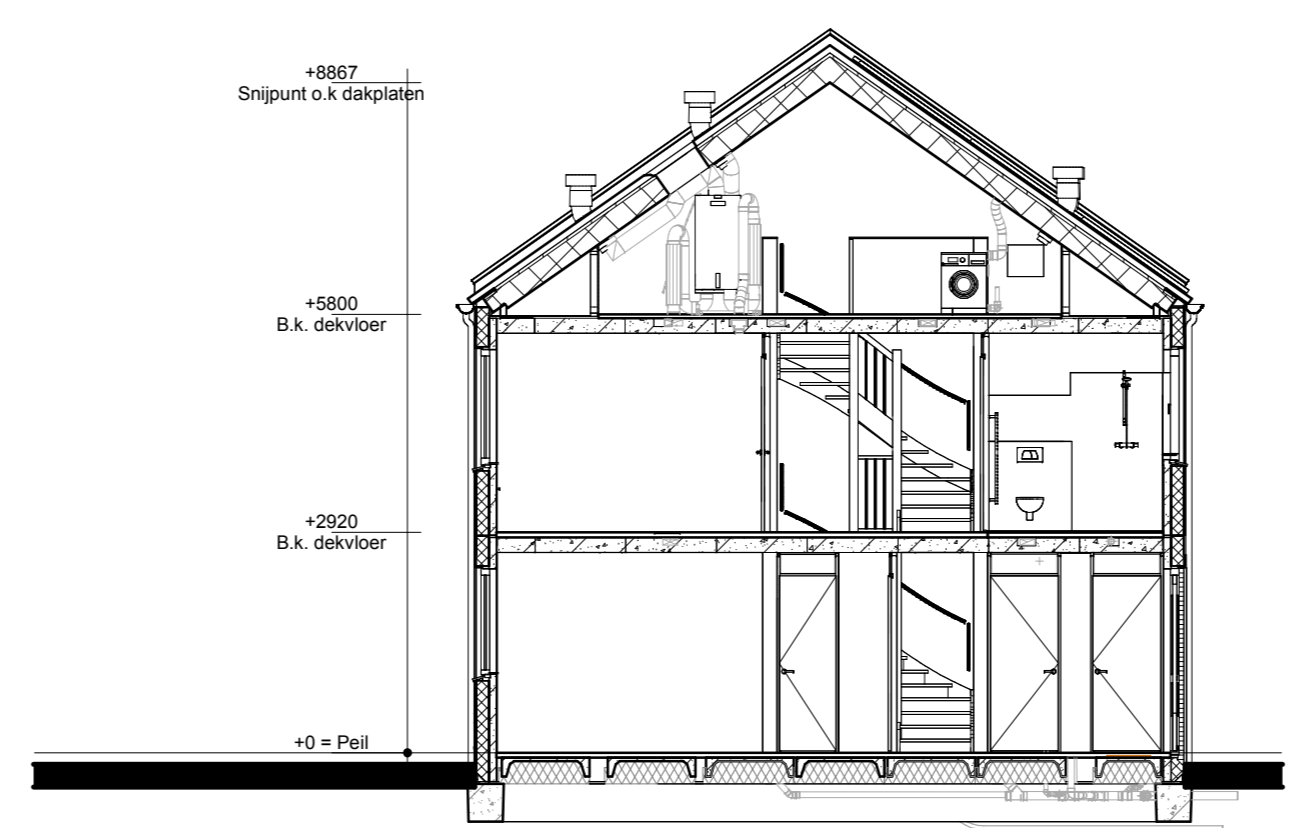 +8867
Snijpunt o.k dakplaten
+5800
B.k. dekvloer
+2920
B.k. dekvloer
+0 = Peil